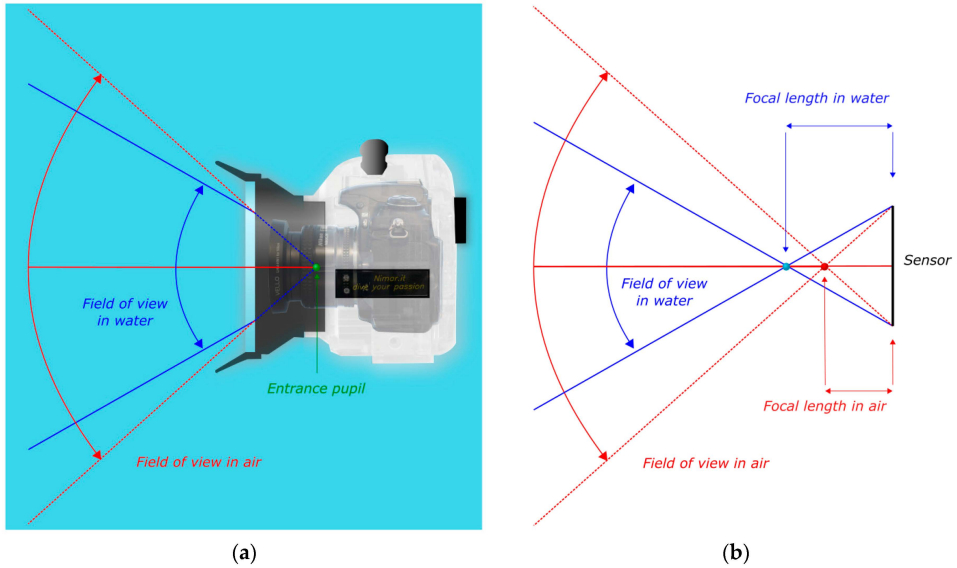 Field of view
in water
Nimar.it
dive your passion
Entrance pupil
Field of view in air
(a)
Focal length in water
Sensor
Field of view
in water
Focal length in air
Field of view in air
(b)